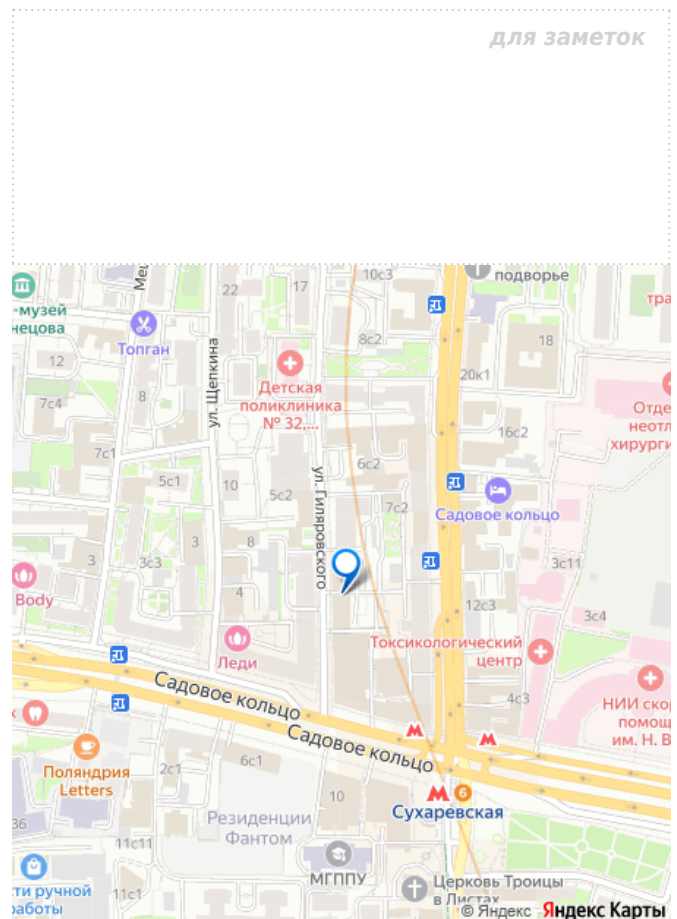 для заметок
10с3
подворье
Мещ
22
17
-музей
нецова
тра
Топган
8с2
18
12
ул. Щепкина
Детская
поликлиника
№ 32,...
20к1
8
7с4
Отде
неотл
хирурги
16с2
7с1
6с2
5с1
10
5с2
ул. Гиляровского
7с2
Садовое кольцо
3
8
3
3с3
3с11
Body
4
12с3
3с4
Леди
Токсикологический
центр
Садовое кольцо
4с3
НИИ скор
помощ
им. Н. В
Садовое кольцо
Поляндрия
Letters
2с1
6с1
10
6
Сухаревская
36
Резиденции
Фантом
11с11
МГППУ
сти ручной
работы
11с1
Церковь Троицы
в Листах
© Яндекс Яндекс Карты